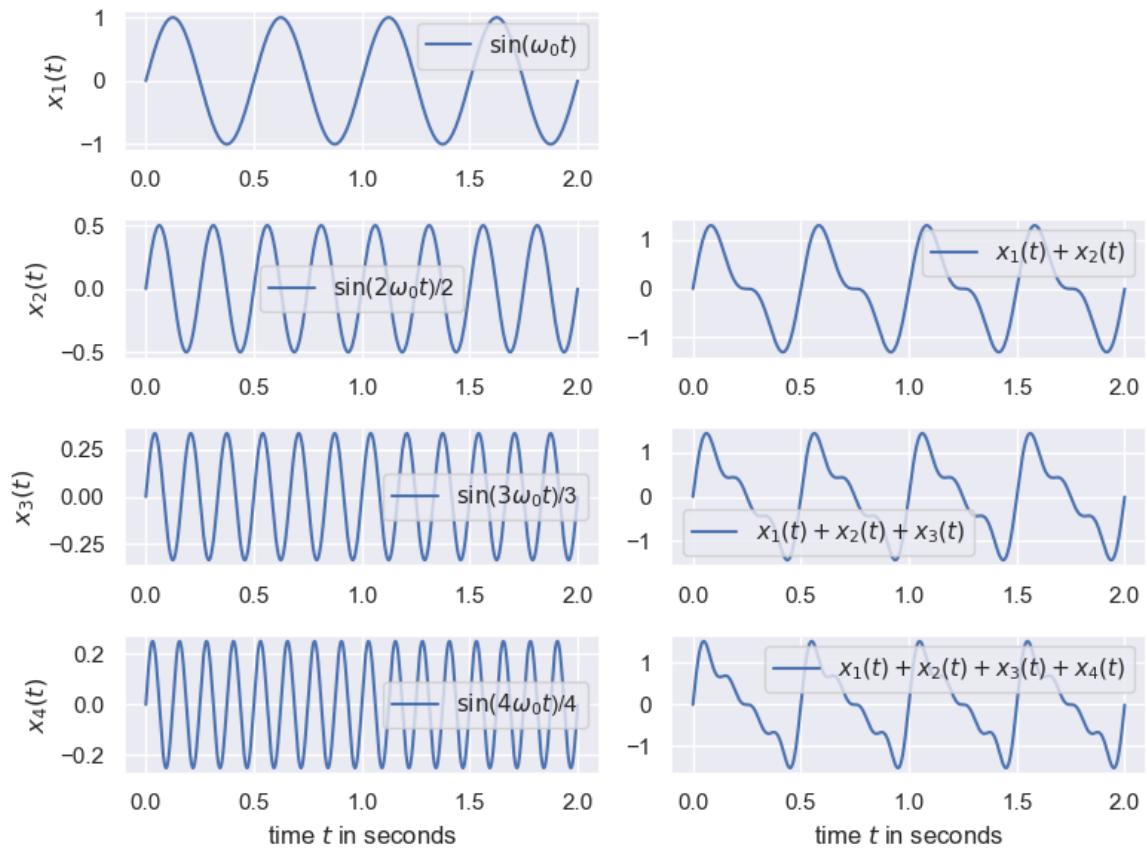 x₁(t)
1
0
−1
sin(ω₀t)
0.0 0.5 1.0 1.5 2.0
x₂(t)
0.5
0.0
−0.5
sin(2ω₀t)/2
0.0 0.5 1.0 1.5 2.0
1
0
−1
x₁(t) + x₂(t)
0.0 0.5 1.0 1.5 2.0
x₃(t)
0.25
0.00
−0.25
sin(3ω₀t)/3
0.0 0.5 1.0 1.5 2.0
1
0
−1
x₁(t) + x₂(t) + x₃(t)
0.0 0.5 1.0 1.5 2.0
x₄(t)
0.2
0.0
−0.2
sin(4ω₀t)/4
0.0 0.5 1.0 1.5 2.0
time t in seconds
1
0
−1
x₁(t) + x₂(t) + x₃(t) + x₄(t)
0.0 0.5 1.0 1.5 2.0
time t in seconds